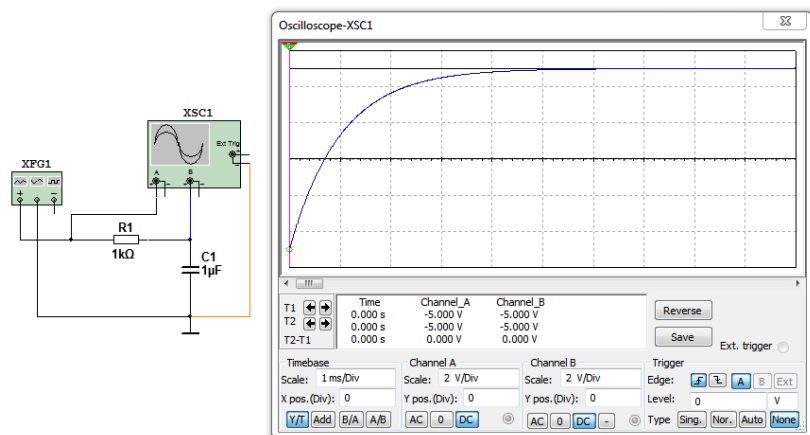 XSC1
Ext Trig
+
-
A
B
+ - + -
XFG1
+ -
R1
1kΩ
C1
1µF
Oscilloscope-XSC1
Time Channel_A Channel_B
T1 0.000 s -5.000 V -5.000 V
T2 0.000 s -5.000 V -5.000 V
T2-T1 0.000 s 0.000 V 0.000 V
Reverse
Save
Ext. trigger
Timebase
Scale: 1 ms/Div
X pos.(Div): 0
Y/T Add B/A A/B
Channel A
Scale: 2 V/Div
Y pos.(Div): 0
AC 0 DC
Channel B
Scale: 2 V/Div
Y pos.(Div): 0
AC 0 DC -
Trigger
Edge: A B Ext
Level: 0 V
Type Sing. Nor. Auto None